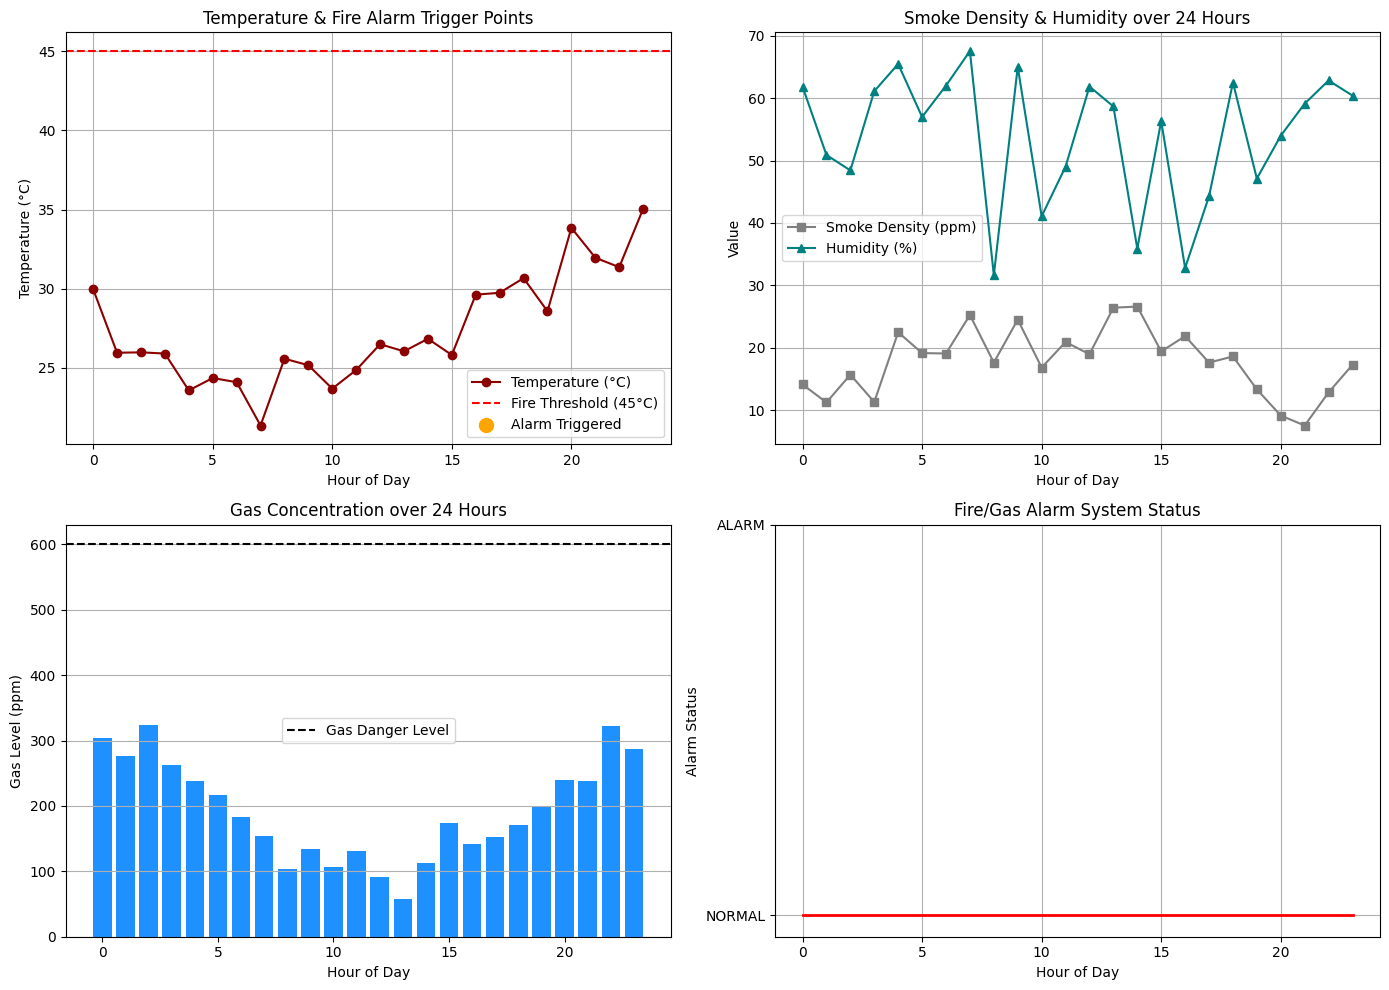 Temperature & Fire Alarm Trigger Points
45
40
35
30
25
Temperature (°C)
Temperature (°C)
Fire Threshold (45°C)
Alarm Triggered
0 5 10 15 20
Hour of Day
Smoke Density & Humidity over 24 Hours
70
60
50
40
30
20
10
Value
Smoke Density (ppm)
Humidity (%)
0 5 10 15 20
Hour of Day
Gas Concentration over 24 Hours
600
500
400
300
200
100
0
Gas Level (ppm)
Gas Danger Level
0 5 10 15 20
Hour of Day
Fire/Gas Alarm System Status
ALARM
NORMAL
Alarm Status
0 5 10 15 20
Hour of Day